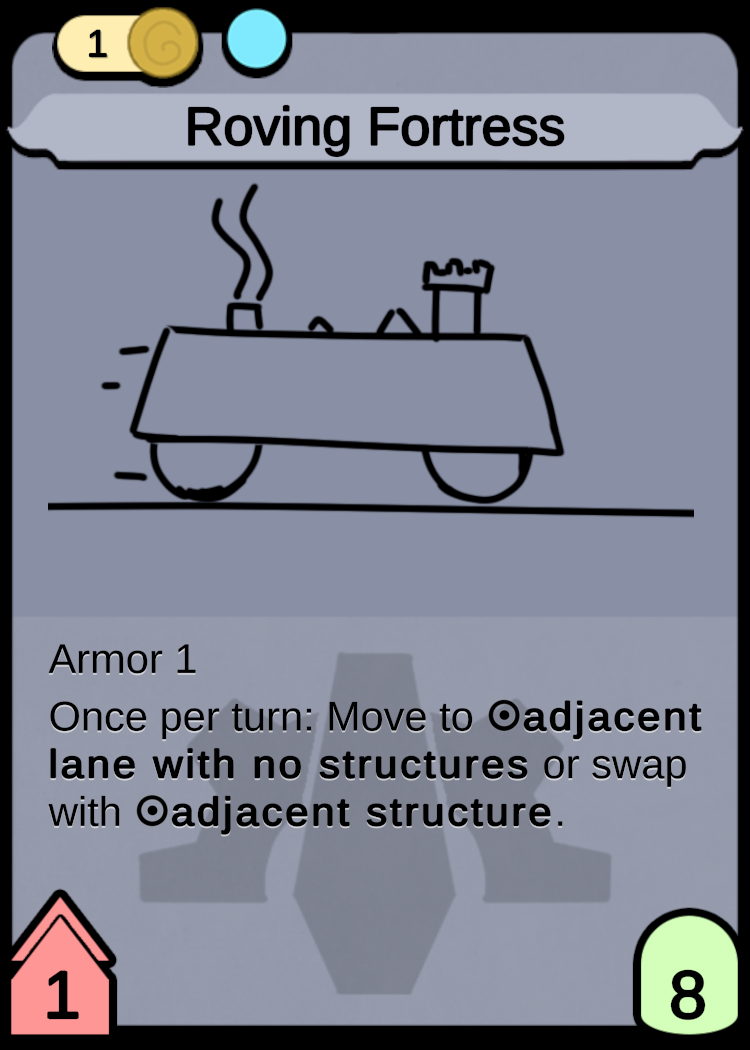 1
Roving Fortress
Armor 1
Once per turn: Move to ⊙adjacent
lane with no structures or swap
with ⊙adjacent structure.
1
8